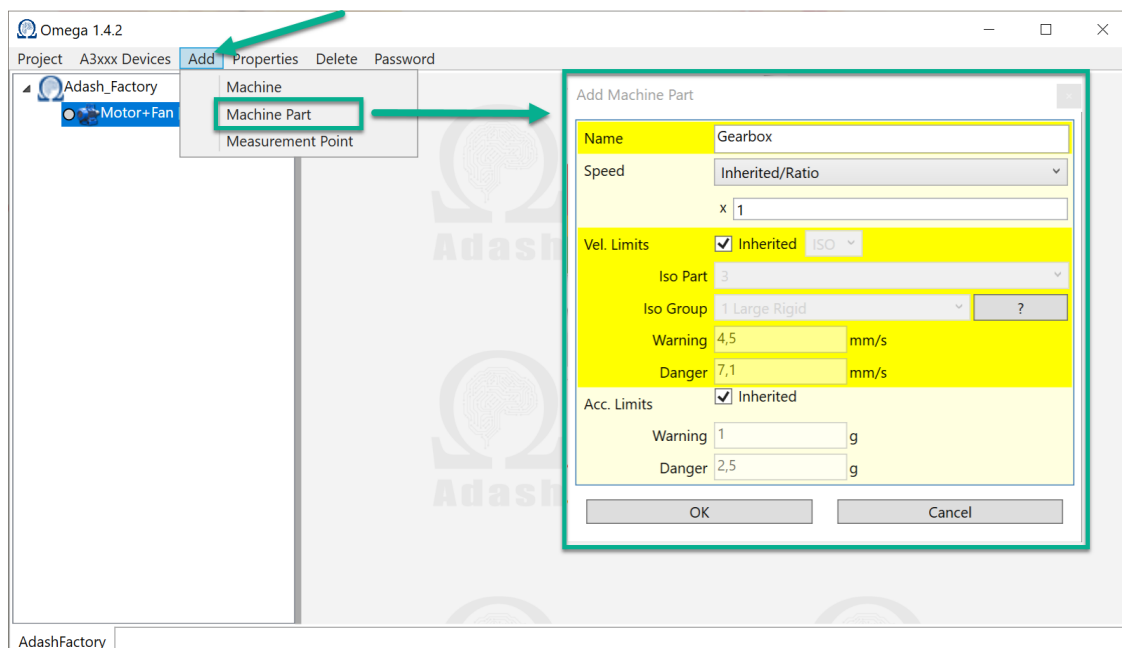 Omega 1.4.2
Project A3xxx Devices Add Properties Delete Password
Adash_Factory
Motor+Fan
Machine
Machine Part
Measurement Point
Add Machine Part
Name Gearbox
Speed Inherited/Ratio
x 1
Vel. Limits Inherited ISO
Iso Part 3
Iso Group 1 Large Rigid ?
Warning 4,5 mm/s
Danger 7,1 mm/s
Acc. Limits Inherited
Warning 1 g
Danger 2,5 g
OK Cancel
Adash
Adash
AdashFactory